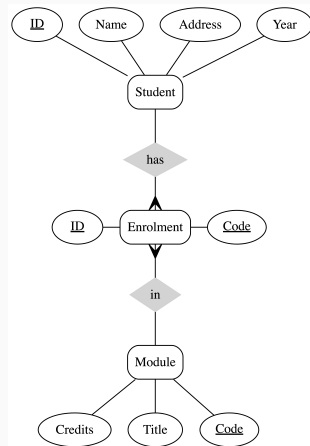 ID Name Address Year
Student
has
ID Enrolment Code
in
Module
Credits Title Code